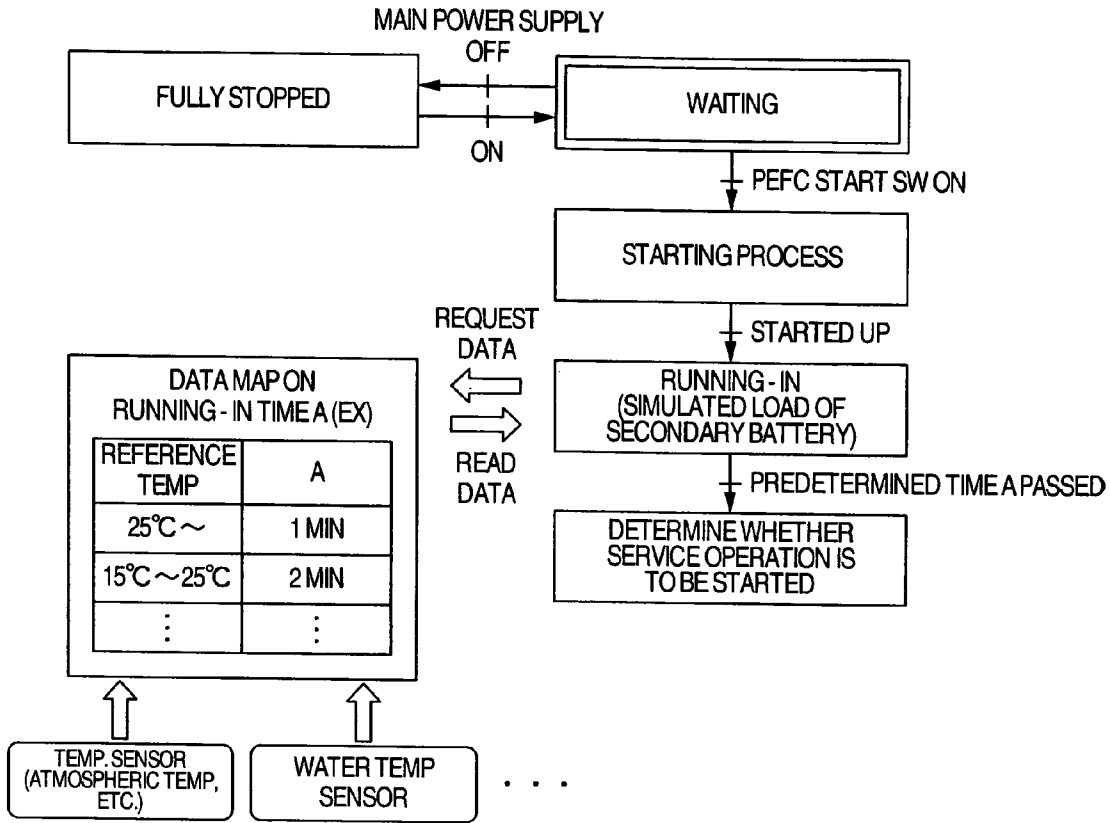 MAIN POWER SUPPLY
OFF
FULLY STOPPED
WAITING
ON
PEFC START SW ON
STARTING PROCESS
STARTED UP
REQUEST
DATA
RUNNING - IN
(SIMULATED LOAD OF
SECONDARY BATTERY)
READ
DATA
PREDETERMINED TIME A PASSED
DETERMINE WHETHER
SERVICE OPERATION IS
TO BE STARTED
DATA MAP ON
RUNNING - IN TIME A (EX)
REFERENCE
TEMP
A
25°C ~
1 MIN
15°C ~ 25°C
2 MIN
⋮
⋮
TEMP. SENSOR
(ATMOSPHERIC TEMP,
ETC.)
WATER TEMP
SENSOR
. . .